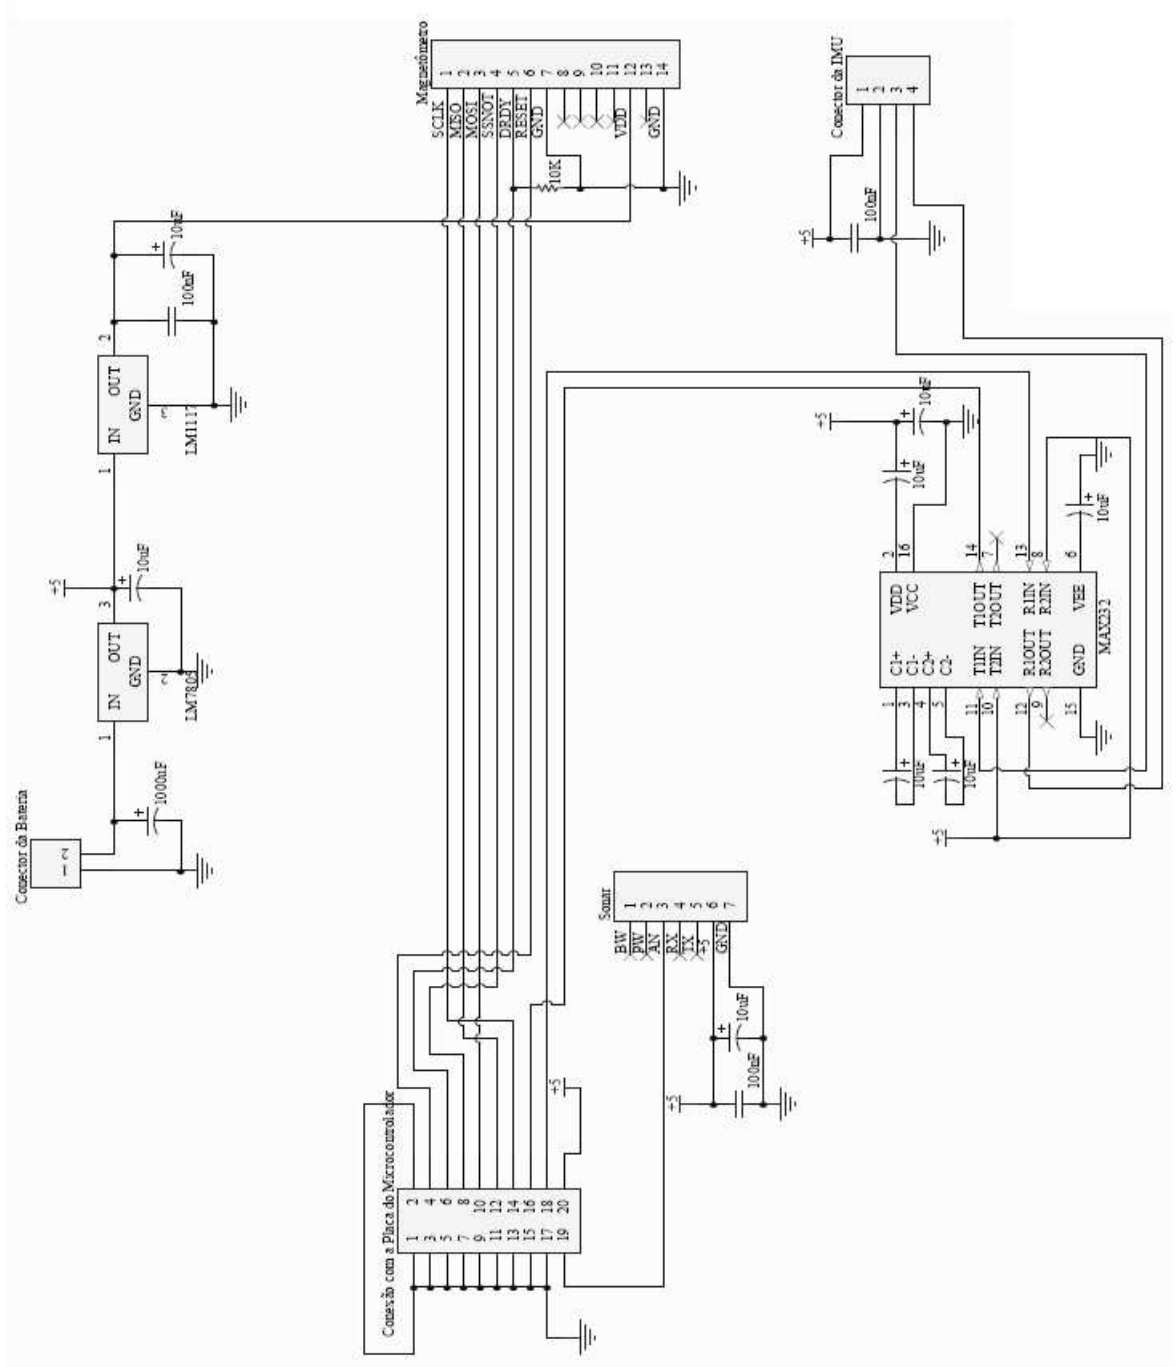 Conector da Bateria
1 2
1000uF
+
1
IN
OUT
GND
3
2
LM7805
+5
10uF
+
1
IN
OUT
GND
2
3
LM1117
100nF
10uF
+
Magnetômetro
1 2 3 4 5 6 7 8 9 10 11 12 13 14
SCLK
MISO
MOSI
SSNOT
DRDY
RESET
GND
VDD
GND
10K
Conector da IMU
1 2 3 4
+5
100nF
+5
10uF
+
10uF
+
10uF
+
2
16
14
7
13
8
6
VDD
VCC
T1OUT
T2OUT
R1IN
R2IN
VEE
C1+
C1-
C2+
C2-
T1IN
T2IN
R1OUT
R2OUT
GND
MAX232
1
3
4
5
11
10
12
9
15
10uF
+
10uF
+
+5
Sonar
1 2 3 4 5 6 7
BW
PW
AN
RX
TX
+5
GND
+5
100nF
10uF
+
+5
Conexão com a Placa do Microcontrolador
2 4 6 8 10 12 14 16 18 20
1 3 5 7 9 11 13 15 17 19